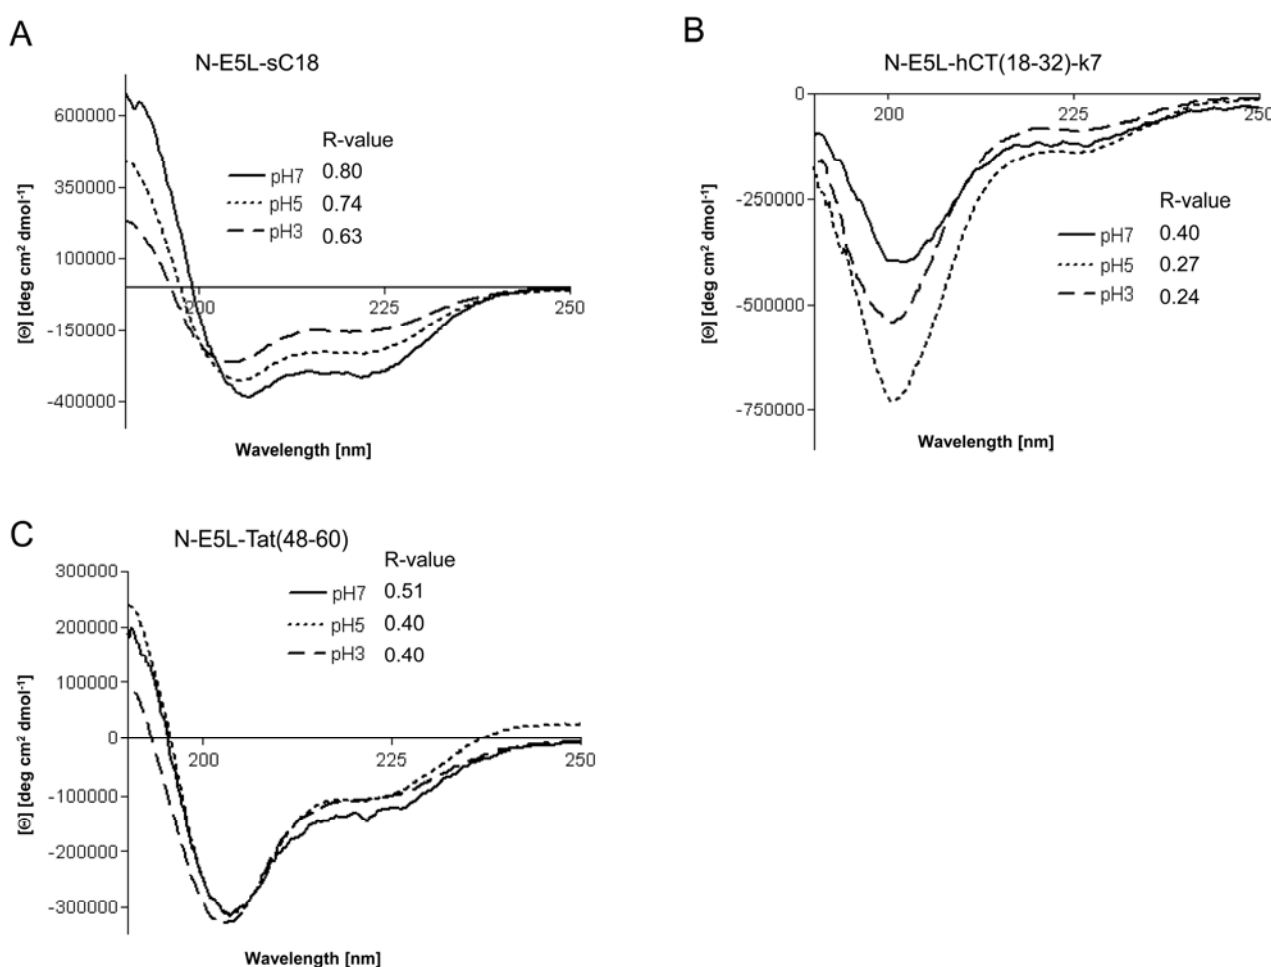 A
N-E5L-sC18
600000
350000
100000
-150000
-400000
200
225
250
R-value
pH7 0.80
pH5 0.74
pH3 0.63
[Θ] [deg cm² dmol⁻¹]
Wavelength [nm]
B
N-E5L-hCT(18-32)-k7
0
-250000
-500000
-750000
200
225
250
R-value
pH7 0.40
pH5 0.27
pH3 0.24
[Θ] [deg cm² dmol⁻¹]
Wavelength [nm]
C
N-E5L-Tat(48-60)
300000
200000
100000
0
-100000
-200000
-300000
200
225
250
R-value
pH7 0.51
pH5 0.40
pH3 0.40
[Θ] [deg cm² dmol⁻¹]
Wavelength [nm]